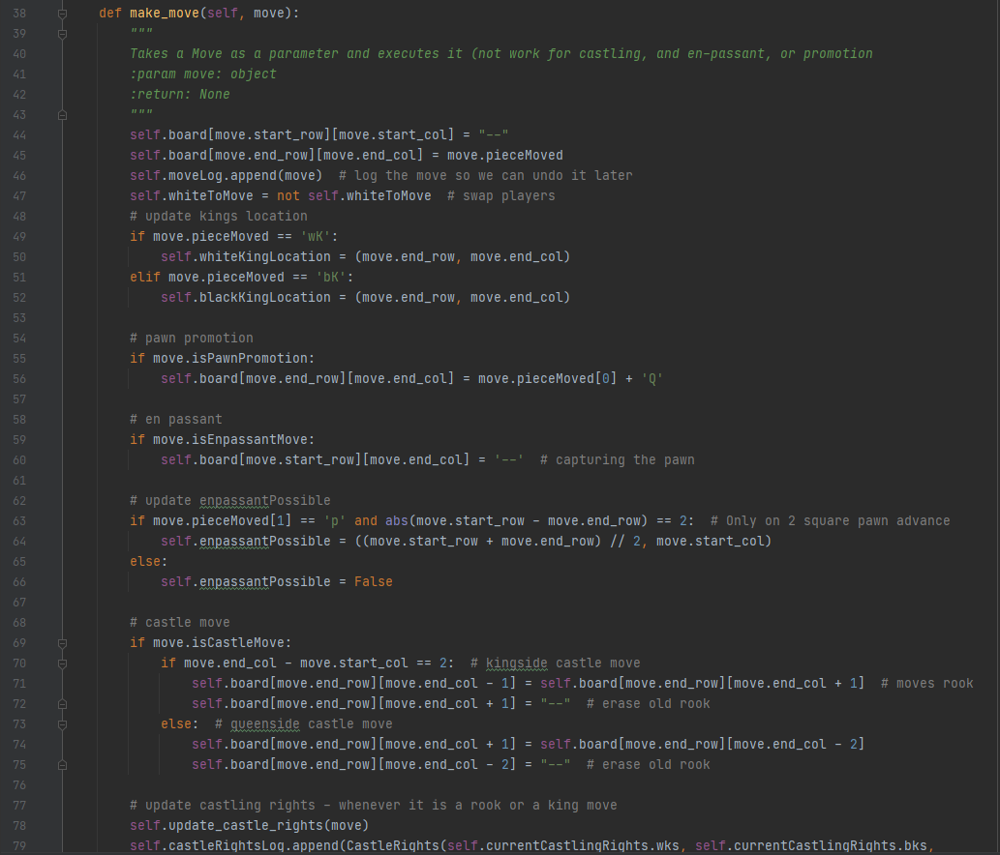 38 def make_move(self, move):
39 """
40 Takes a Move as a parameter and executes it (not work for castling, and en-passant, or promotion
41 :param move: object
42 :return: None
43 """
44 self.board[move.start_row][move.start_col] = "--"
45 self.board[move.end_row][move.end_col] = move.pieceMoved
46 self.moveLog.append(move)  # log the move so we can undo it later
47 self.whiteToMove = not self.whiteToMove  # swap players
48 # update kings location
49 if move.pieceMoved == 'wK':
50 self.whiteKingLocation = (move.end_row, move.end_col)
51 elif move.pieceMoved == 'bK':
52 self.blackKingLocation = (move.end_row, move.end_col)
53
54 # pawn promotion
55 if move.isPawnPromotion:
56 self.board[move.end_row][move.end_col] = move.pieceMoved[0] + 'Q'
57
58 # en passant
59 if move.isEnpassantMove:
60 self.board[move.start_row][move.end_col] = '--'  # capturing the pawn
61
62 # update enpassantPossible
63 if move.pieceMoved[1] == 'p' and abs(move.start_row - move.end_row) == 2:  # Only on 2 square pawn advance
64 self.enpassantPossible = ((move.start_row + move.end_row) // 2, move.start_col)
65 else:
66 self.enpassantPossible = False
67
68 # castle move
69 if move.isCastleMove:
70 if move.end_col - move.start_col == 2:  # kingside castle move
71 self.board[move.end_row][move.end_col - 1] = self.board[move.end_row][move.end_col + 1]  # moves rook
72 self.board[move.end_row][move.end_col + 1] = "--"  # erase old rook
73 else:  # queenside castle move
74 self.board[move.end_row][move.end_col + 1] = self.board[move.end_row][move.end_col - 2]
75 self.board[move.end_row][move.end_col - 2] = "--"  # erase old rook
76
77 # update castling rights - whenever it is a rook or a king move
78 self.update_castle_rights(move)
79 self.castleRightsLog.append(CastleRights(self.currentCastlingRights.wks, self.currentCastlingRights.bks,